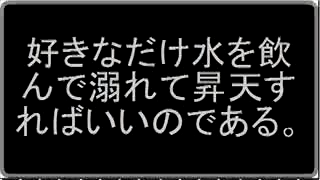 好きなだけ水を飲
んで溺れて昇天す
ればいいのである。